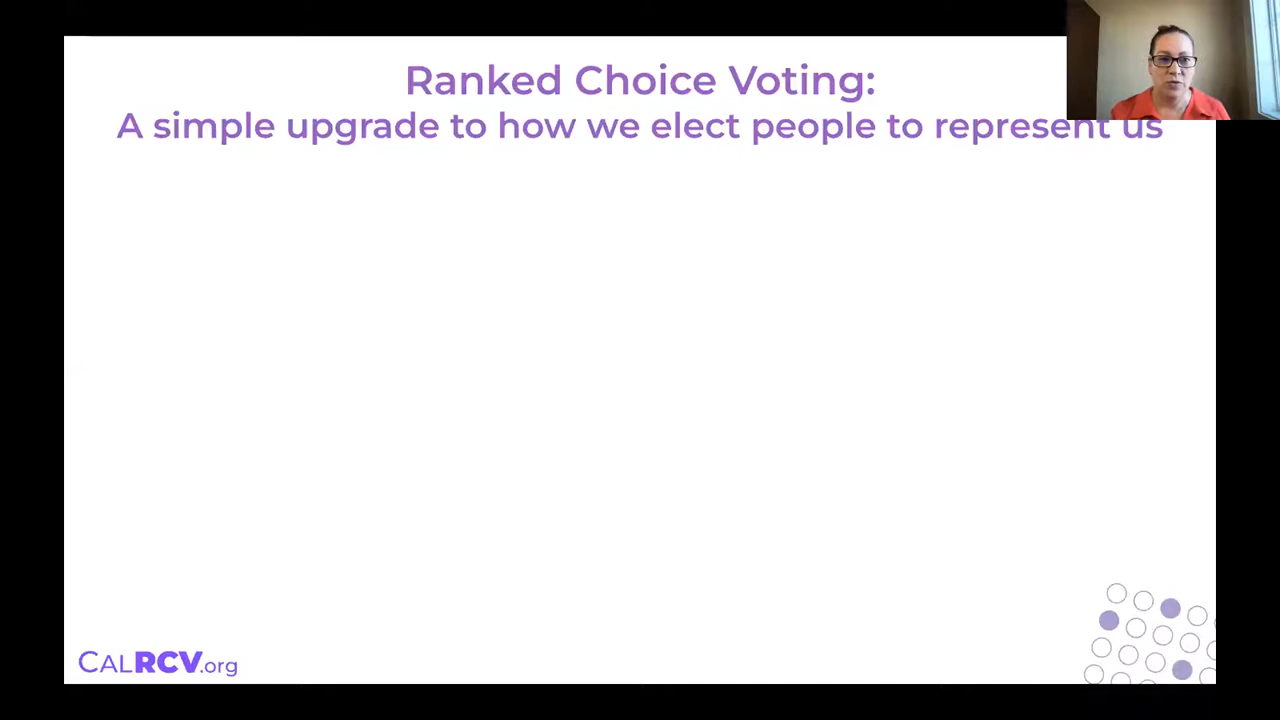 Ranked Choice Voting:
A simple upgrade to how we elect people to represent us
CALRCV.org